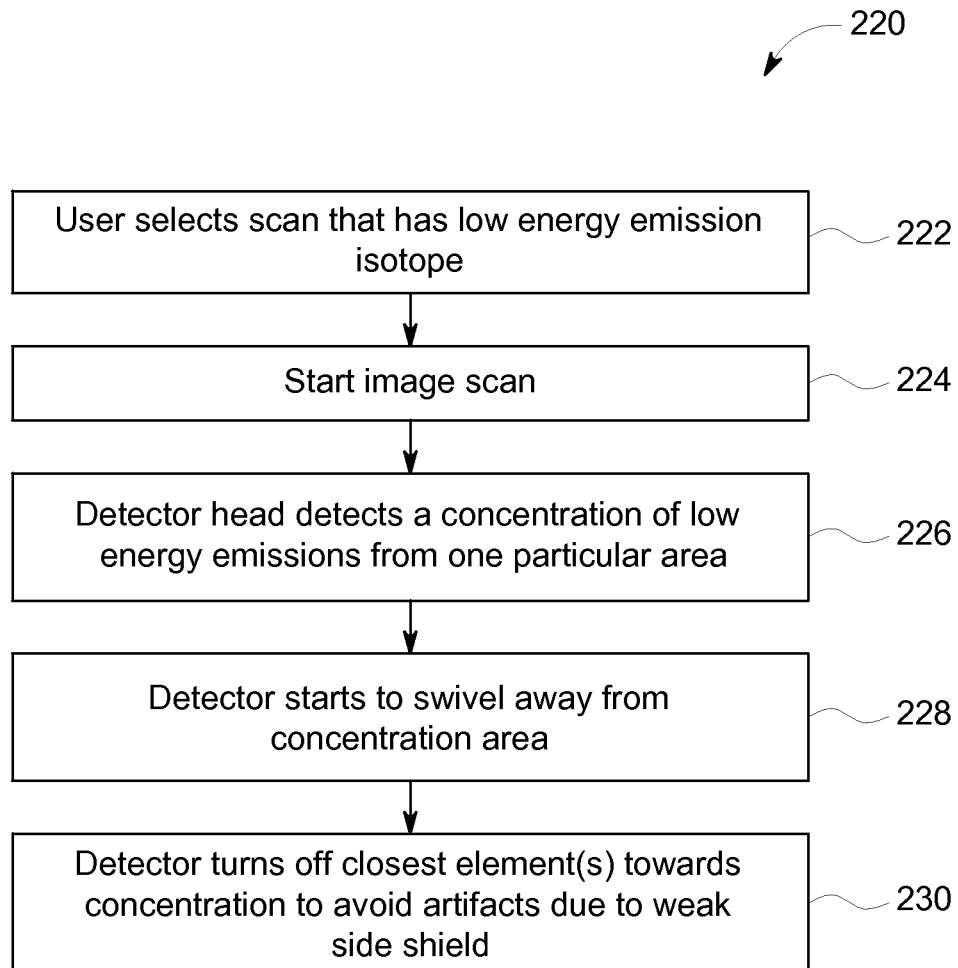 220
User selects scan that has low energy emission
isotope
222
Start image scan
224
Detector head detects a concentration of low
energy emissions from one particular area
226
Detector starts to swivel away from
concentration area
228
Detector turns off closest element(s) towards
concentration to avoid artifacts due to weak
side shield
230